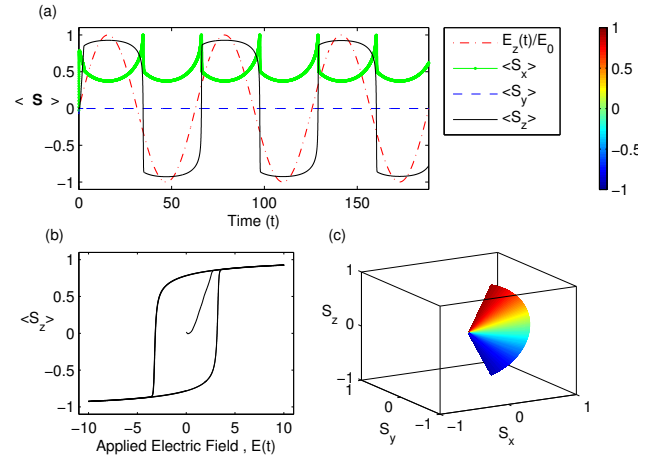 (a)
1
0.5
0
−0.5
−1
< S >
0
50
100
150
Time (t)
E_z(t)/E_0
<S_x>
<S_y>
<S_z>
1
0.5
0
−0.5
−1
(b)
1
0.5
0
−0.5
−1
<S_z>
−10
−5
0
5
10
Applied Electric Field , E(t)
(c)
1
0
−1
S_z
1
0
−1
S_y
−1
0
1
S_x